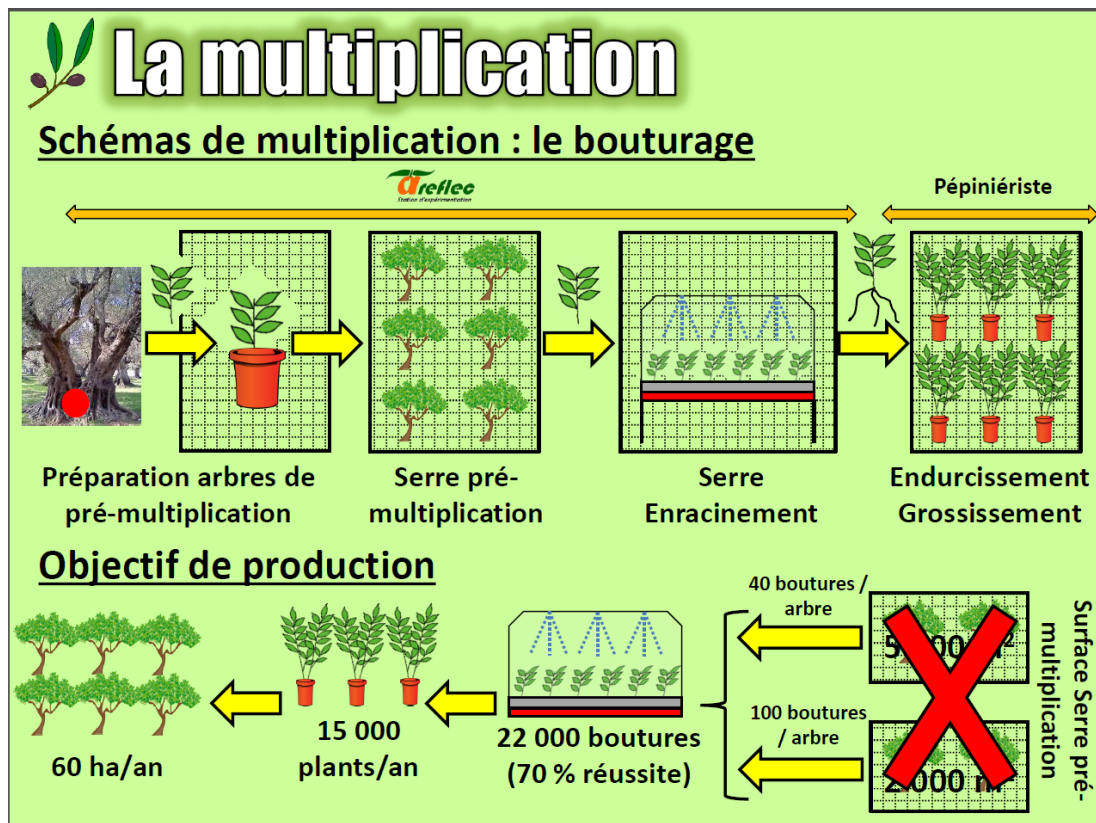 La multiplication
Schémas de multiplication : le bouturage
areflec
Station d'expérimentation
Pépiniériste
Préparation arbres de
pré-multiplication
Serre pré-
multiplication
Serre
Enracinement
Endurcissement
Grossissement
Objectif de production
60 ha/an
15 000
plants/an
22 000 boutures
(70 % réussite)
40 boutures /
arbre
100 boutures
/ arbre
Surface Serre pré-
multiplication